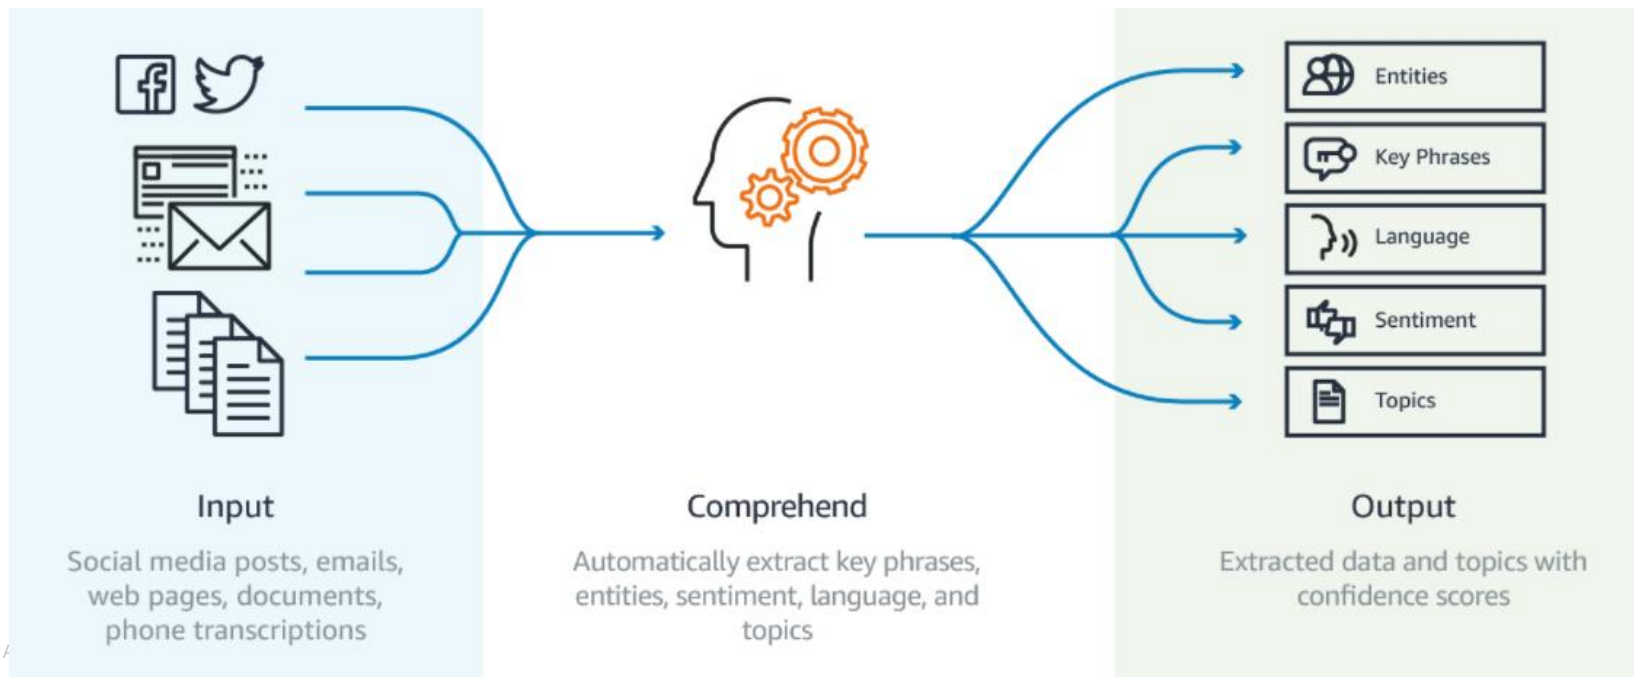 Entities
Key Phrases
Language
Sentiment
Topics
Input
Social media posts, emails,
web pages, documents,
phone transcriptions
Comprehend
Automatically extract key phrases,
entities, sentiment, language, and
topics
Output
Extracted data and topics with
confidence scores